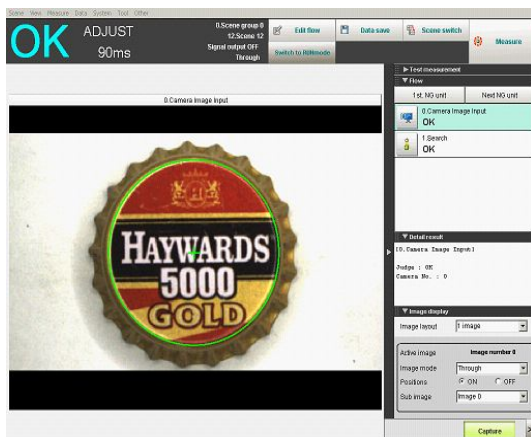 Scene View Measure Data System Tool Other
OK
ADJUST
90ms
0.Scene group 0
12.Scene 12
Signal output OFF
Through
Edit flow
Data save
Scene switch
Switch to RUNmode
Measure
0.Camera Image Input
HAYWARDS
5000
GOLD
Test measurement
Flow
1st. NG unit
Next NG unit
0.Camera Image Input
OK
1.Search
OK
Detail result
[0.Camera Image Input]
Judge : OK
Camera No. : 0
Image display
Image layout
1 image
Active image
Image number 0
Image mode
Through
Positions
ON
OFF
Sub image
Image 0
Capture